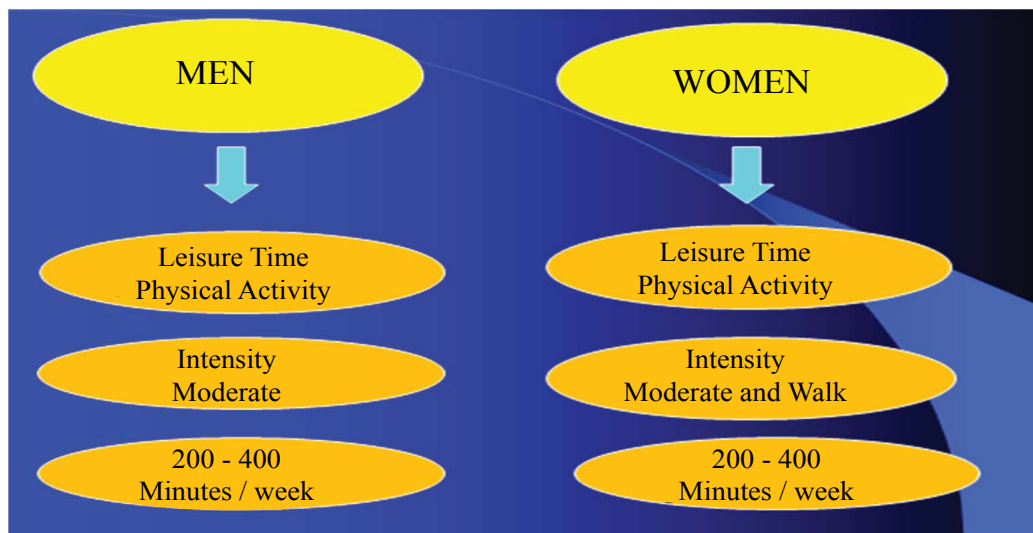 MEN
Leisure Time
Physical Activity
Intensity
Moderate
200 - 400
Minutes / week
WOMEN
Leisure Time
Physical Activity
Intensity
Moderate and Walk
200 - 400
Minutes / week